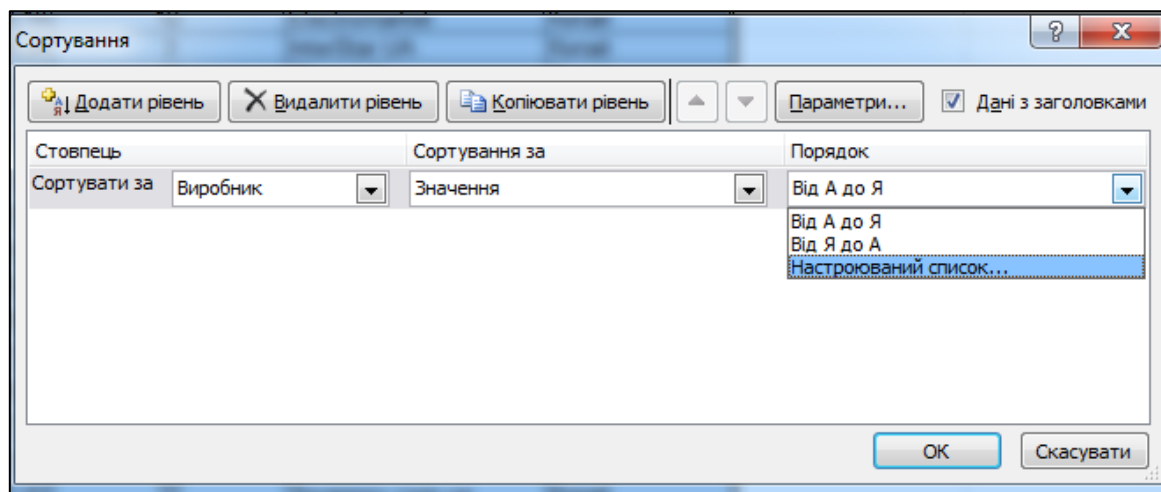 Сортування
Додати рівень Видалити рівень Копіювати рівень Параметри... Дані з заголовками
Стовпець Сортування за Порядок
Сортувати за Виробник Значення Від А до Я
Від А до Я
Від Я до А
Настроюваний список...
ОК Скасувати